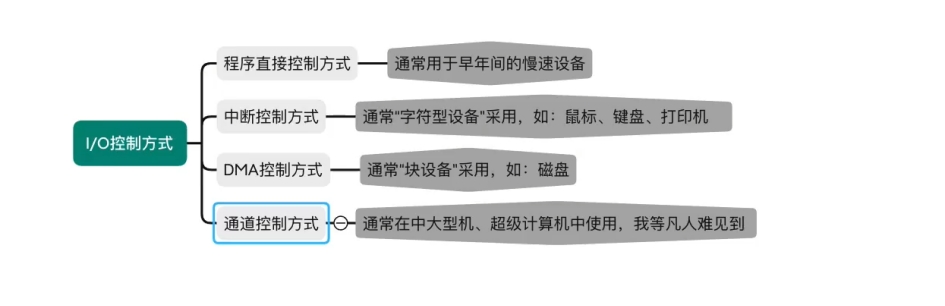 程序直接控制方式
通常用于早年间的慢速设备
中断控制方式
通常"字符型设备"采用，如：鼠标、键盘、打印机
I/O控制方式
DMA控制方式
通常"块设备"采用，如：磁盘
通道控制方式
通常在中大型机、超级计算机中使用，我等凡人难见到